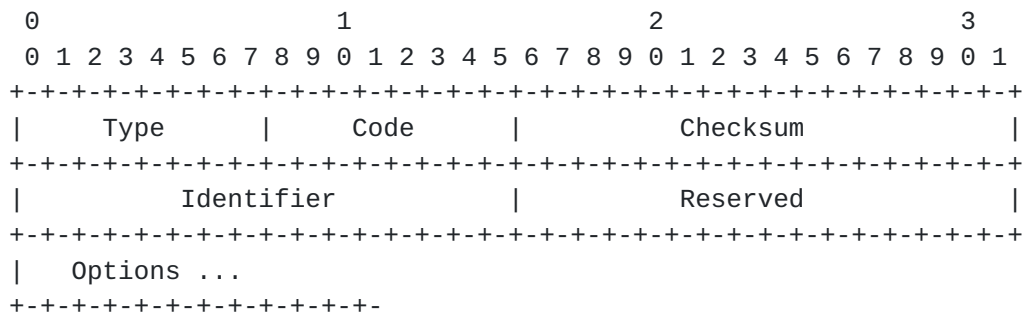 0                   1                   2                   3
 0 1 2 3 4 5 6 7 8 9 0 1 2 3 4 5 6 7 8 9 0 1 2 3 4 5 6 7 8 9 0 1
+-+-+-+-+-+-+-+-+-+-+-+-+-+-+-+-+-+-+-+-+-+-+-+-+-+-+-+-+-+-+-+-+
|     Type      |     Code      |          Checksum             |
+-+-+-+-+-+-+-+-+-+-+-+-+-+-+-+-+-+-+-+-+-+-+-+-+-+-+-+-+-+-+-+-+
|          Identifier           |          Reserved             |
+-+-+-+-+-+-+-+-+-+-+-+-+-+-+-+-+-+-+-+-+-+-+-+-+-+-+-+-+-+-+-+-+
|   Options ...
+-+-+-+-+-+-+-+-+-+-+-+-